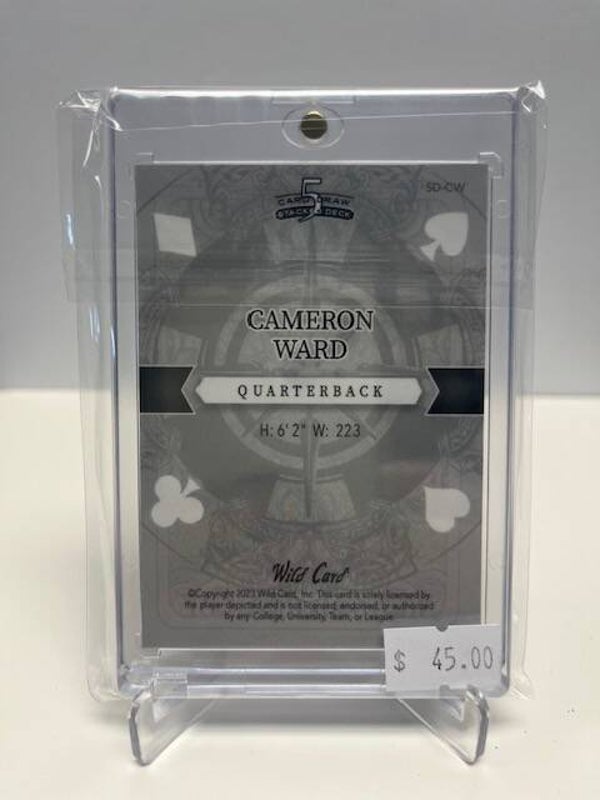 5
CARD DRAW
STACKED DECK
SD-CW
CAMERON
WARD
QUARTERBACK
H: 6' 2" W: 223
Wild Card
©Copyright 2023 Wild Card, Inc. This card is solely licensed by
the player depicted and is not licensed, endorsed, or authorized
by any College, University, Team, or League.
$ 45.00